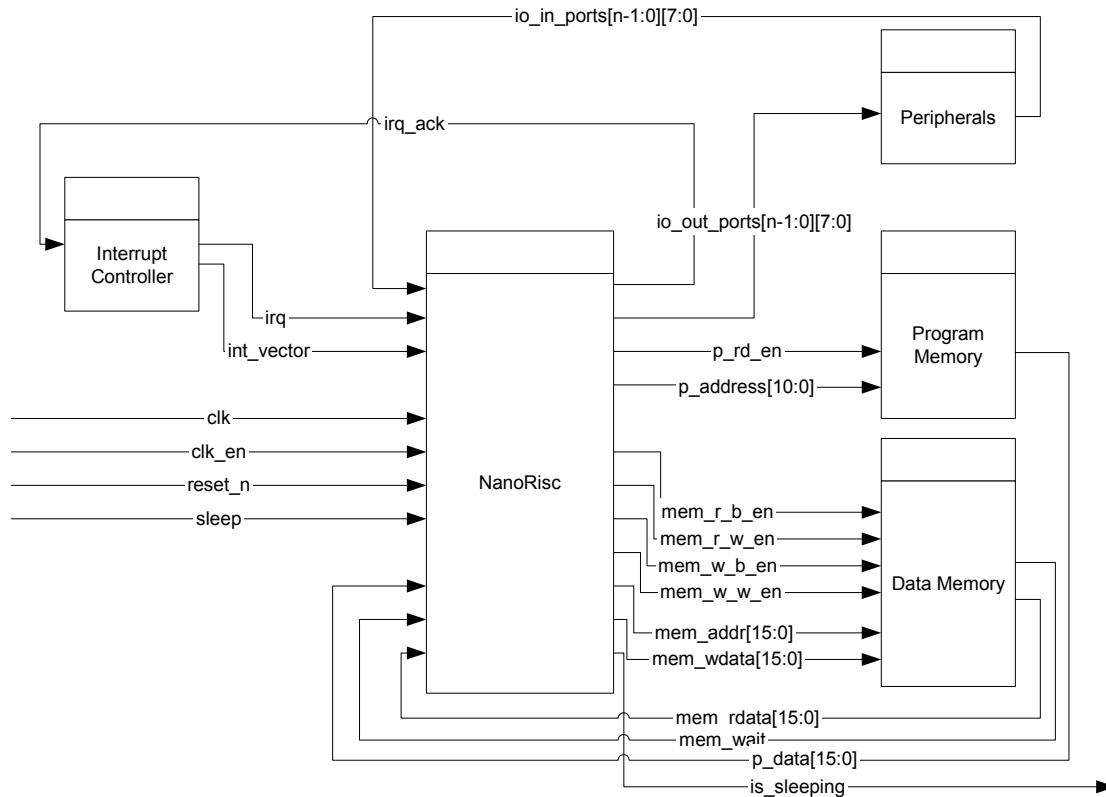 io_in_ports[n-1:0][7:0]
Peripherals
irq_ack
io_out_ports[n-1:0][7:0]
Interrupt
Controller
irq
int_vector
p_rd_en
Program
Memory
p_address[10:0]
clk
clk_en
reset_n
sleep
NanoRisc
mem_r_b_en
mem_r_w_en
mem_w_b_en
mem_w_w_en
Data Memory
mem_addr[15:0]
mem_wdata[15:0]
mem_rdata[15:0]
mem_wait
p_data[15:0]
is_sleeping